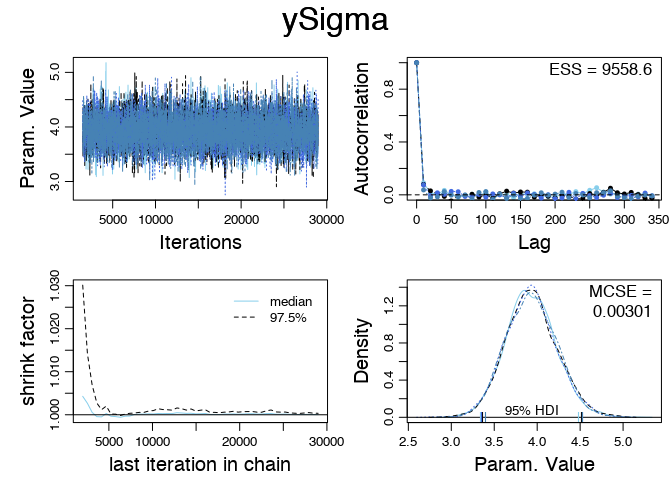 ySigma
Param. Value
3.0 4.0 5.0
5000 10000 20000 30000
Iterations
Autocorrelation
0.0 0.4 0.8
ESS = 9558.6
0 50 100 150 200 250 300 350
Lag
shrink factor
1.000 1.010 1.020 1.030
median
97.5%
5000 10000 20000 30000
last iteration in chain
Density
0.0 0.4 0.8 1.2
MCSE =
0.00301
95% HDI
2.5 3.0 3.5 4.0 4.5 5.0
Param. Value